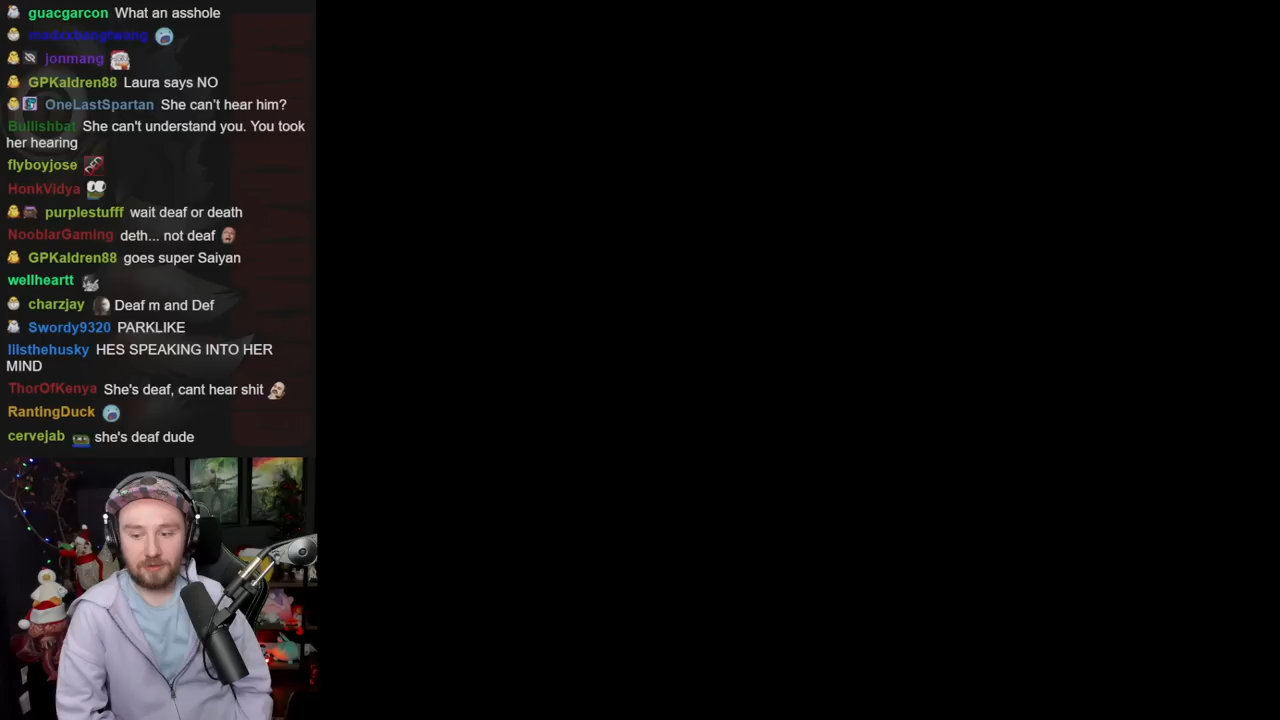 guacgarcon What an asshole
madxxbangtwang
jonmang
GPKaldren88 Laura says NO
OneLastSpartan She can't hear him?
Bullishbat She can't understand you. You took
her hearing
flyboyjose
HonkVidya
purplestufff wait deaf or death
NooblarGaming deth... not deaf
GPKaldren88 goes super Saiyan
wellheartt
charzjay Deaf m and Def
Swordy9320 PARKLIKE
lllsthehusky HES SPEAKING INTO HER
MIND
ThorOfKenya She's deaf, cant hear shit
RantingDuck
cervejab she's deaf dude